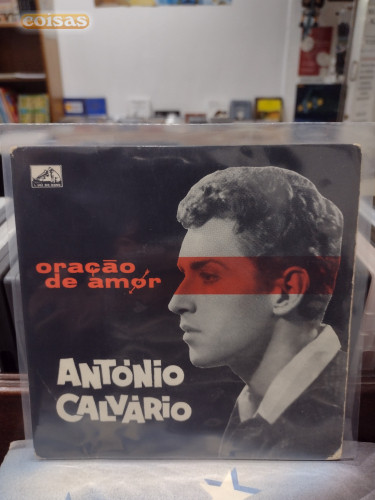 coisas
oração
de amor
ANTÓNIO
CALVÁRIO